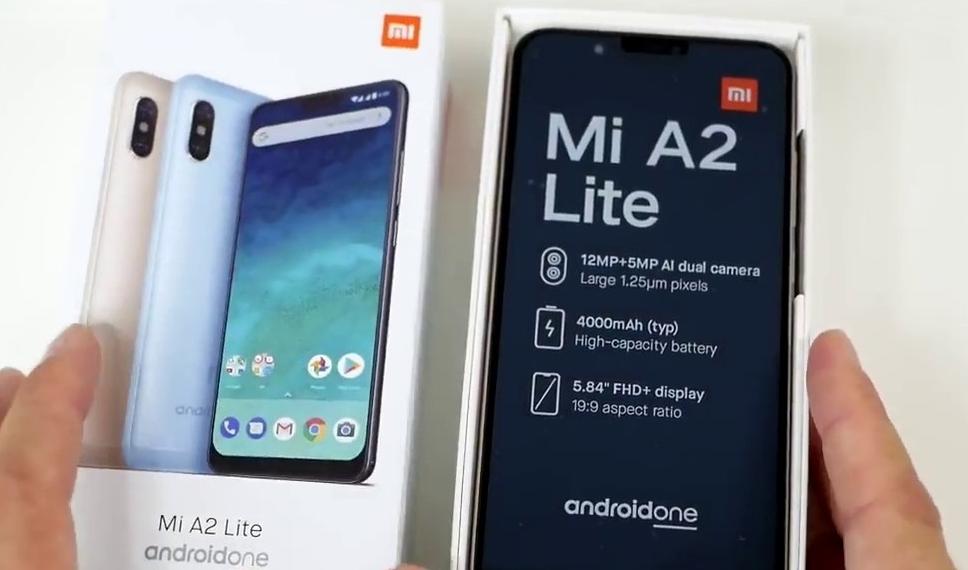 mi
andr
Mi A2 Lite
androidone
mi
Mi A2
Lite
12MP+5MP AI dual camera
Large 1.25μm pixels
4000mAh (typ)
High-capacity battery
5.84" FHD+ display
19:9 aspect ratio
androidone